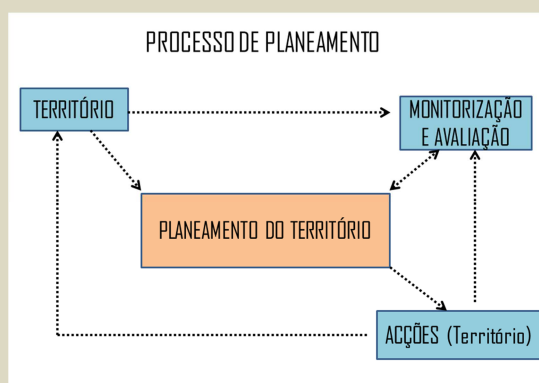 PROCESSO DE PLANEAMENTO
TERRITÓRIO
MONITORIZAÇÃO
E AVALIAÇÃO
PLANEAMENTO DO TERRITÓRIO
ACÇÕES (Território)